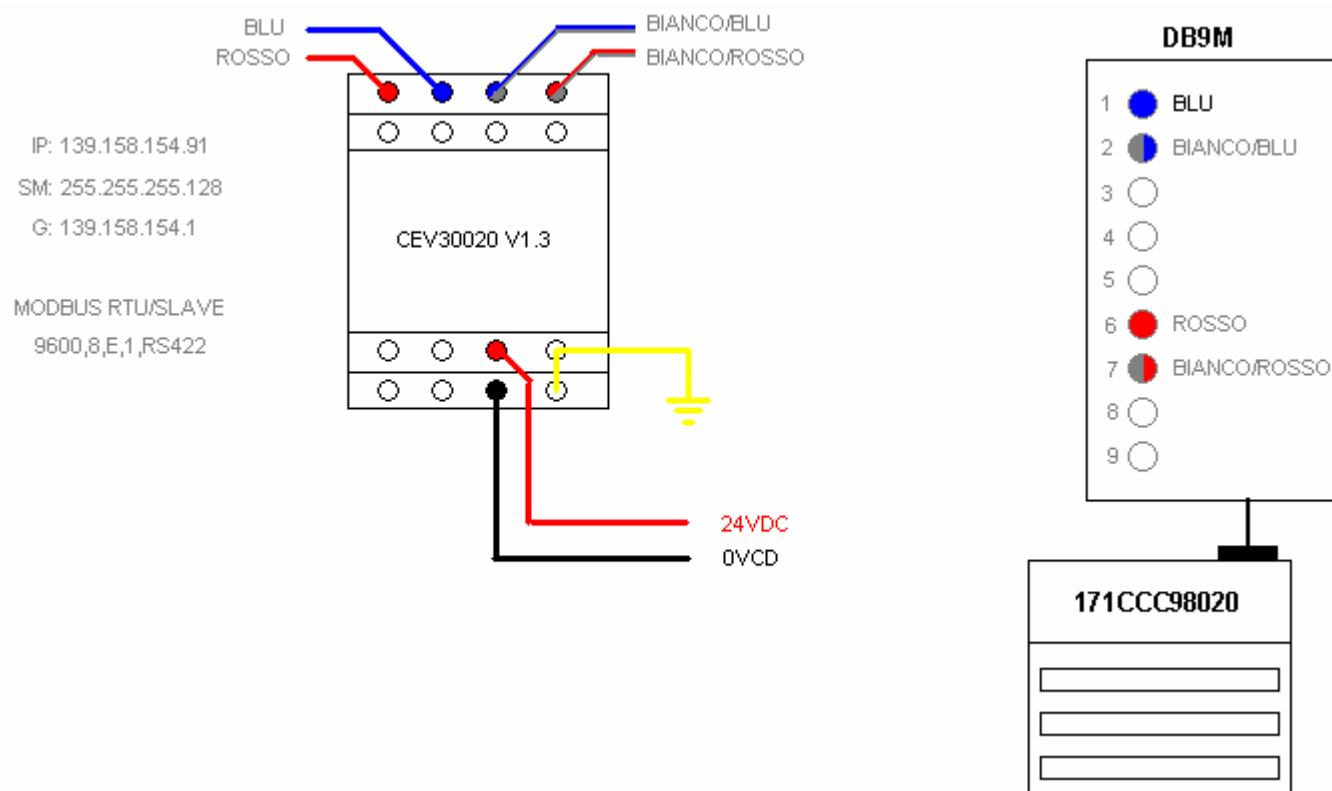 BLU
ROSSO
BIANCO/BLU
BIANCO/ROSSO
IP: 139.158.154.91
SM: 255.255.255.128
G: 139.158.154.1
MODBUS RTU/SLAVE
9600,8,E,1,RS422
CEV30020 V1.3
24VDC
0VCD
DB9M
1 BLU
2 BIANCO/BLU
3
4
5
6 ROSSO
7 BIANCO/ROSSO
8
9
171CCC98020